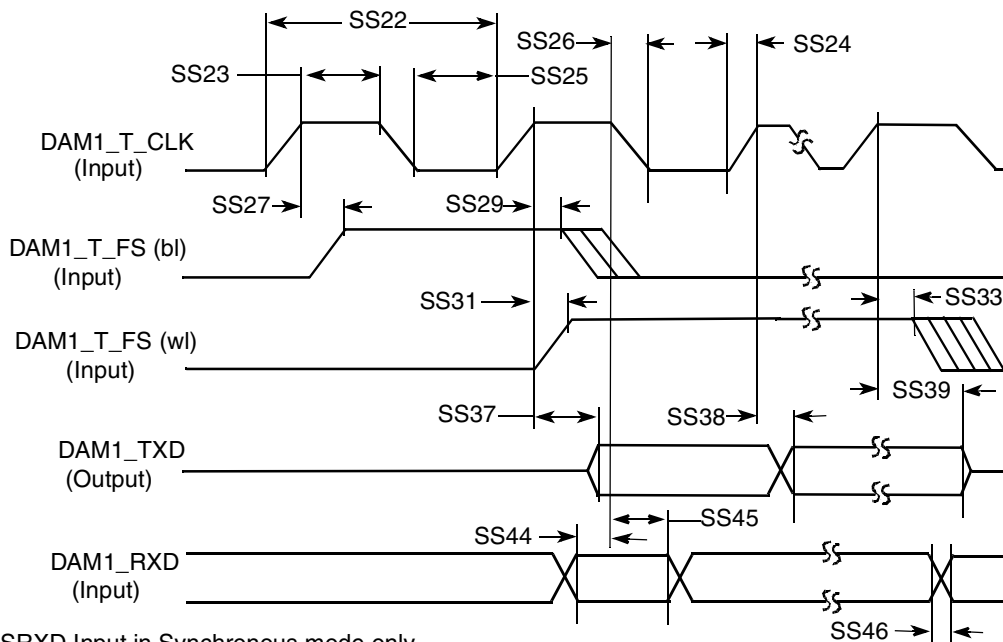 SS22
SS26
SS24
SS23
SS25
DAM1_T_CLK
(Input)
SS27
SS29
DAM1_T_FS (bl)
(Input)
SS31
SS33
DAM1_T_FS (wl)
(Input)
SS39
SS37
SS38
DAM1_TXD
(Output)
SS45
SS44
DAM1_RXD
(Input)
SS46
SRXD Input in Synchronous mode only